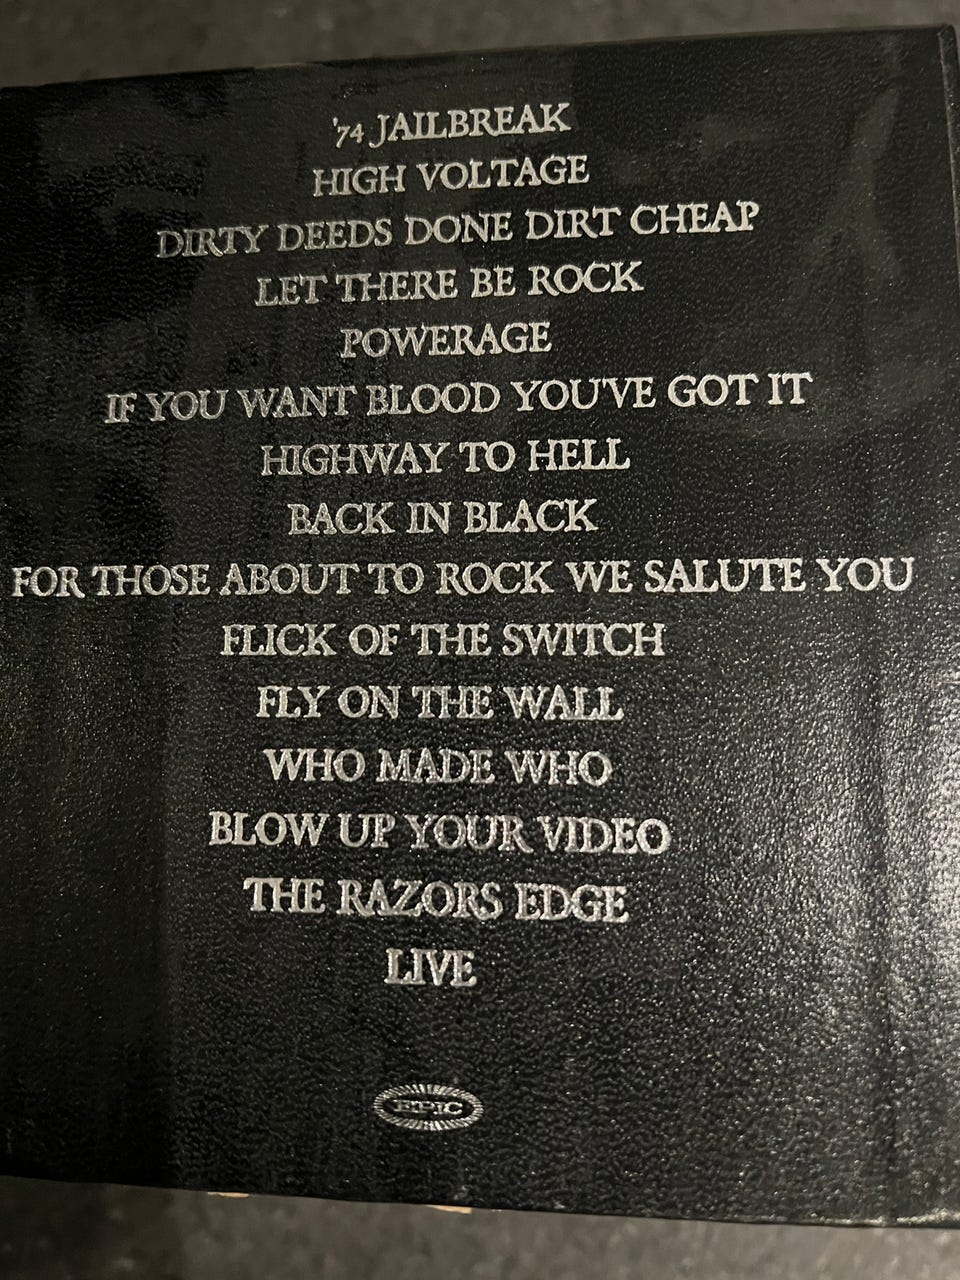 '74 JAILBREAK
HIGH VOLTAGE
DIRTY DEEDS DONE DIRT CHEAP
LET THERE BE ROCK
POWERAGE
IF YOU WANT BLOOD YOU'VE GOT IT
HIGHWAY TO HELL
BACK IN BLACK
FOR THOSE ABOUT TO ROCK WE SALUTE YOU
FLICK OF THE SWITCH
FLY ON THE WALL
WHO MADE WHO
BLOW UP YOUR VIDEO
THE RAZORS EDGE
LIVE
EPIC